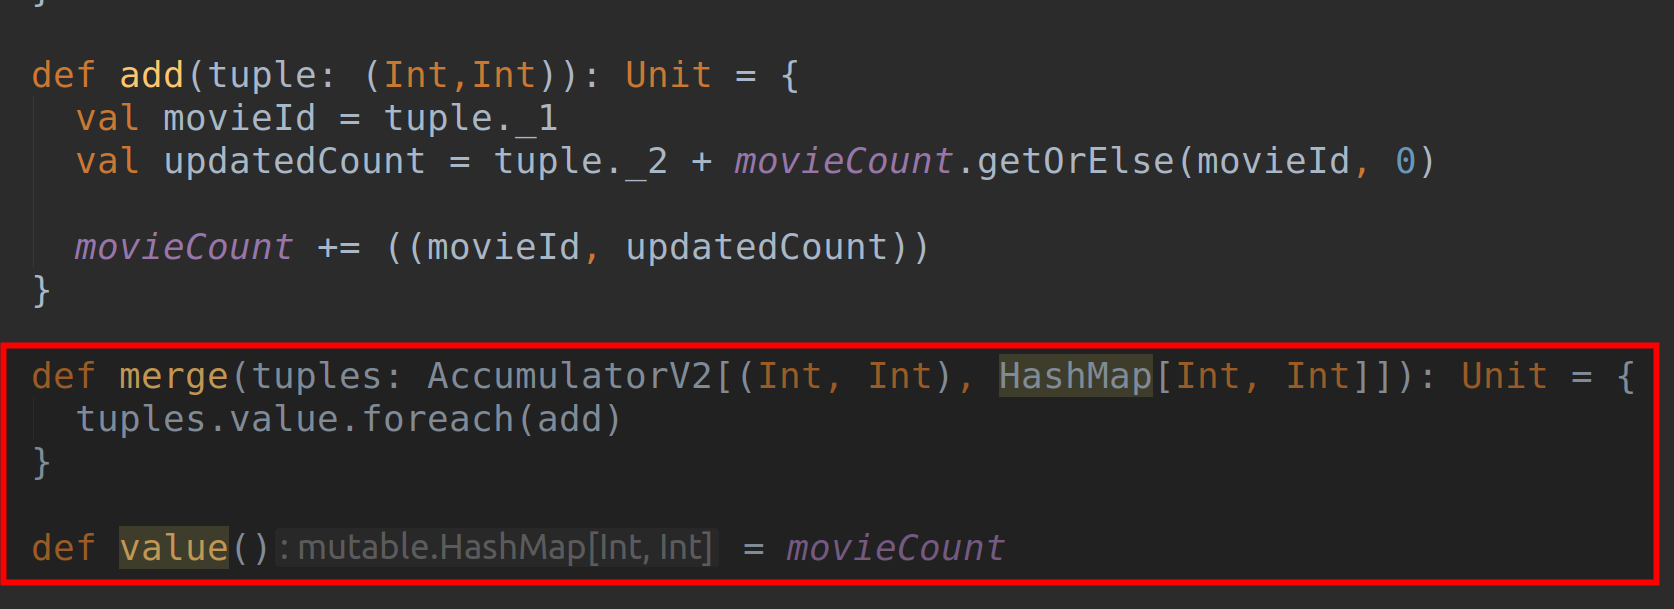 }
def add(tuple: (Int,Int)): Unit = {
val movieId = tuple._1
val updatedCount = tuple._2 + movieCount.getOrElse(movieId, 0)
movieCount += ((movieId, updatedCount))
}
def merge(tuples: AccumulatorV2[(Int, Int), HashMap[Int, Int]]): Unit = {
tuples.value.foreach(add)
}
def value() : mutable.HashMap[Int, Int] = movieCount